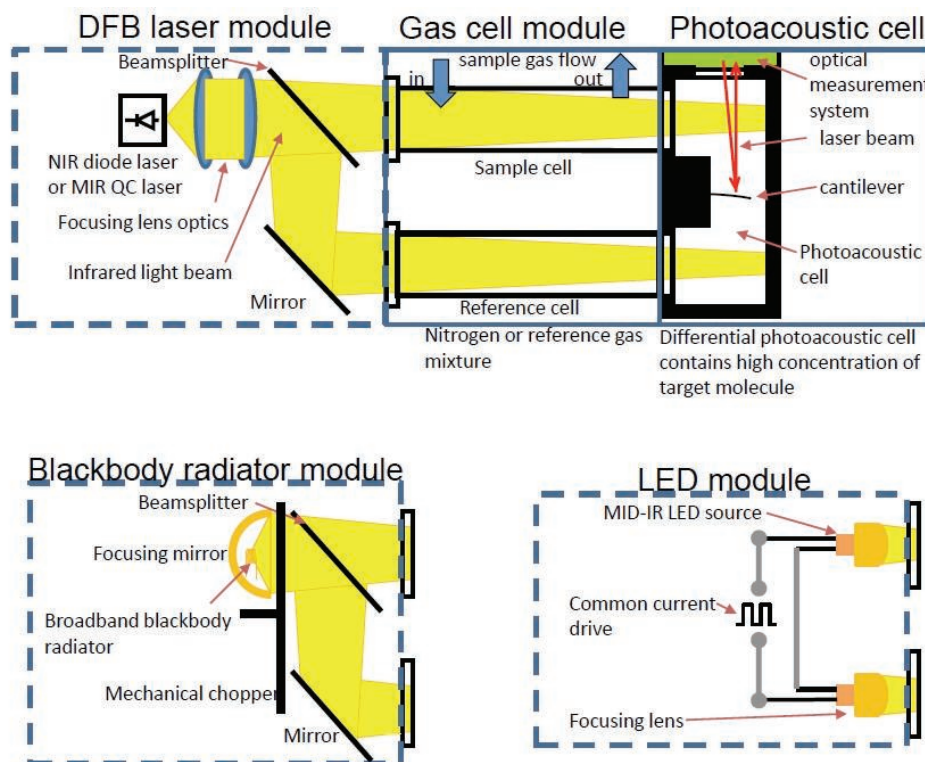 DFB laser module
Gas cell module
Photoacoustic cell
Beamsplitter
in
sample gas flow
out
optical
measurement
system
laser beam
NIR diode laser
or MIR QC laser
Sample cell
cantilever
Focusing lens optics
Infrared light beam
Photoacoustic
cell
Mirror
Reference cell
Nitrogen or reference gas
mixture
Differential photoacoustic cell
contains high concentration of
target molecule
Blackbody radiator module
Beamsplitter
Focusing mirror
Broadband blackbody
radiator
Mechanical chopper
Mirror
LED module
MID-IR LED source
Common current
drive
Focusing lens